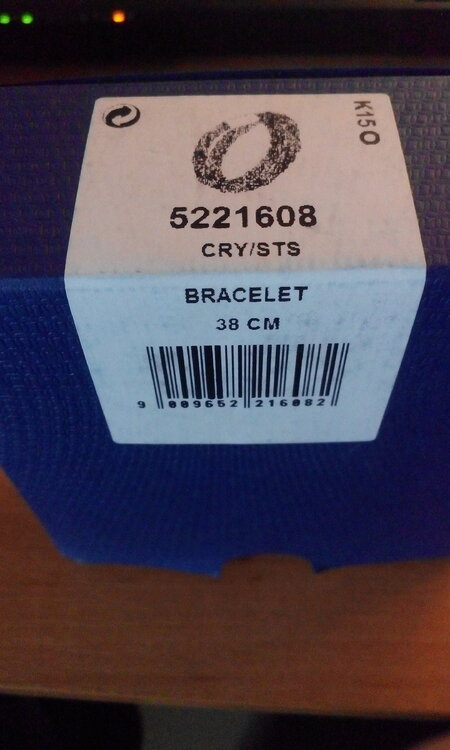 K15O
5221608
CRY/STS
BRACELET
38 CM
9 009652 216082